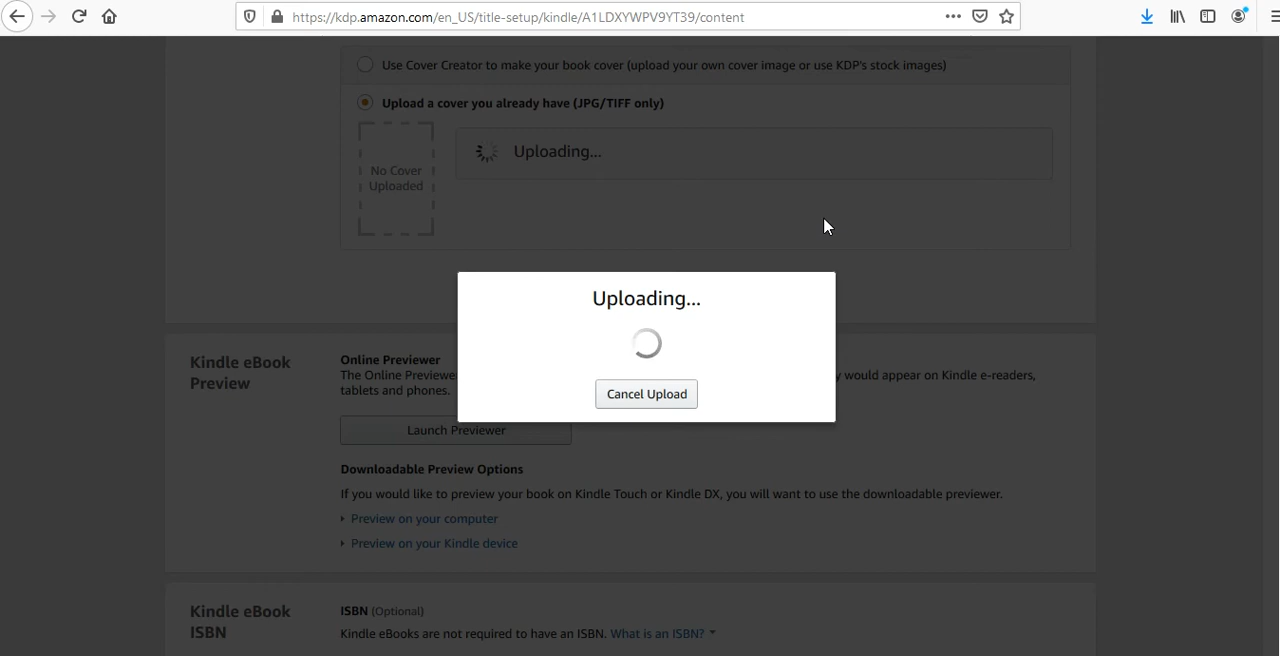 https://kdp.amazon.com/en_US/title-setup/kindle/A1LDXYWPV9YT39/content
Use Cover Creator to make your book cover (upload your own cover image or use KDP's stock images)
Upload a cover you already have (JPG/TIFF only)
No Cover
Uploaded
Uploading...
Uploading...
Cancel Upload
Kindle eBook
Preview
Online Previewer
The Online Previewe
y would appear on Kindle e-readers,
tablets and phones.
Launch Previewer
Downloadable Preview Options
If you would like to preview your book on Kindle Touch or Kindle DX, you will want to use the downloadable previewer.
Preview on your computer
Preview on your Kindle device
Kindle eBook
ISBN
ISBN (Optional)
Kindle eBooks are not required to have an ISBN. What is an ISBN?